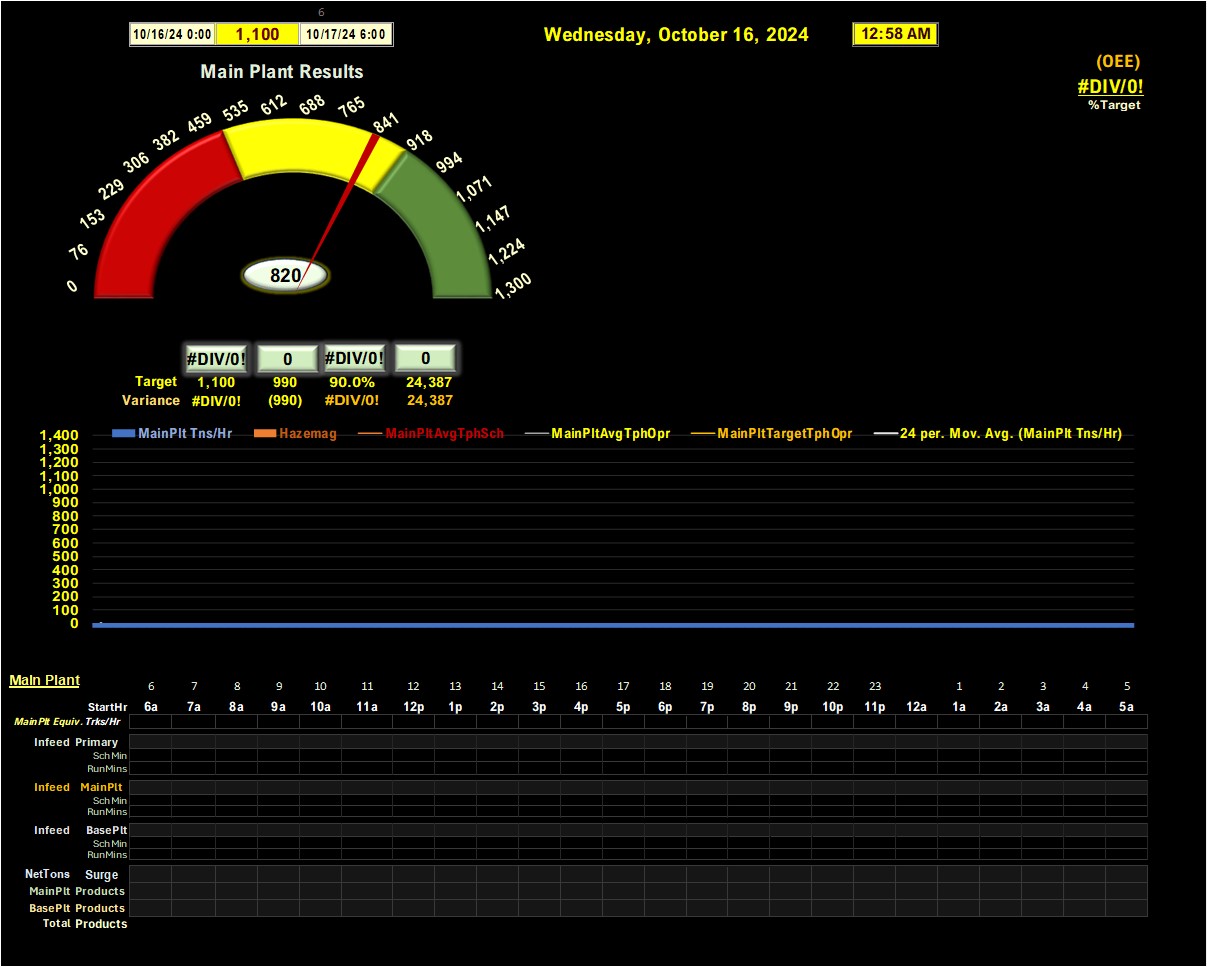 6
10/16/24 0:00 1,100 10/17/24 6:00 Wednesday, October 16, 2024 12:58 AM
(OEE)
#DIV/0!
%Target
Main Plant Results
0 76 153 229 306 382 459 535 612 688 765 841 918 994 1,071 1,147 1,224 1,300
820
#DIV/0! 0 #DIV/0! 0
Target 1,100 990 90.0% 24,387
Variance #DIV/0! (990) #DIV/0! 24,387
MainPlt Tns/Hr Hazemag MainPltAvgTphSch MainPltAvgTphOpr MainPltTargetTphOpr 24 per. Mov. Avg. (MainPlt Tns/Hr)
1,400
1,300
1,200
1,100
1,000
900
800
700
600
500
400
300
200
100
0
Main Plant
6 7 8 9 10 11 12 13 14 15 16 17 18 19 20 21 22 23 1 2 3 4 5
StartHr 6a 7a 8a 9a 10a 11a 12p 1p 2p 3p 4p 5p 6p 7p 8p 9p 10p 11p 12a 1a 2a 3a 4a 5a
MainPlt Equiv. Trks/Hr
Infeed Primary
SchMin
RunMins
Infeed MainPlt
SchMin
RunMins
Infeed BasePlt
SchMin
RunMins
NetTons Surge
MainPlt Products
BasePlt Products
Total Products